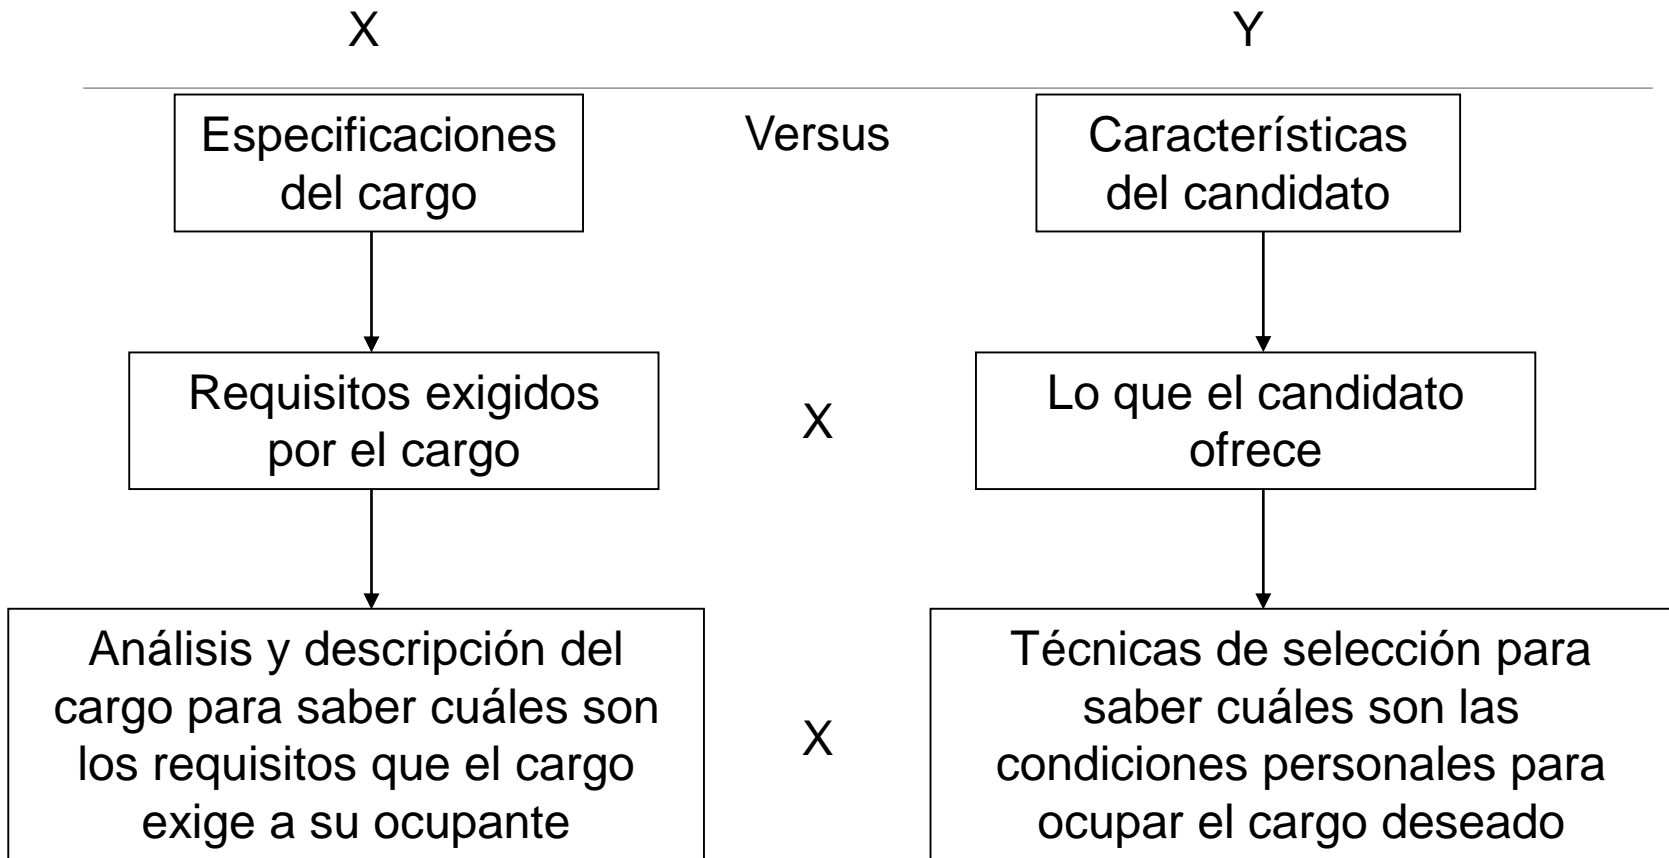 X
Y
Especificaciones
del cargo
Versus
Características
del candidato
Requisitos exigidos
por el cargo
X
Lo que el candidato
ofrece
Análisis y descripción del
cargo para saber cuáles son
los requisitos que el cargo
exige a su ocupante
X
Técnicas de selección para
saber cuáles son las
condiciones personales para
ocupar el cargo deseado